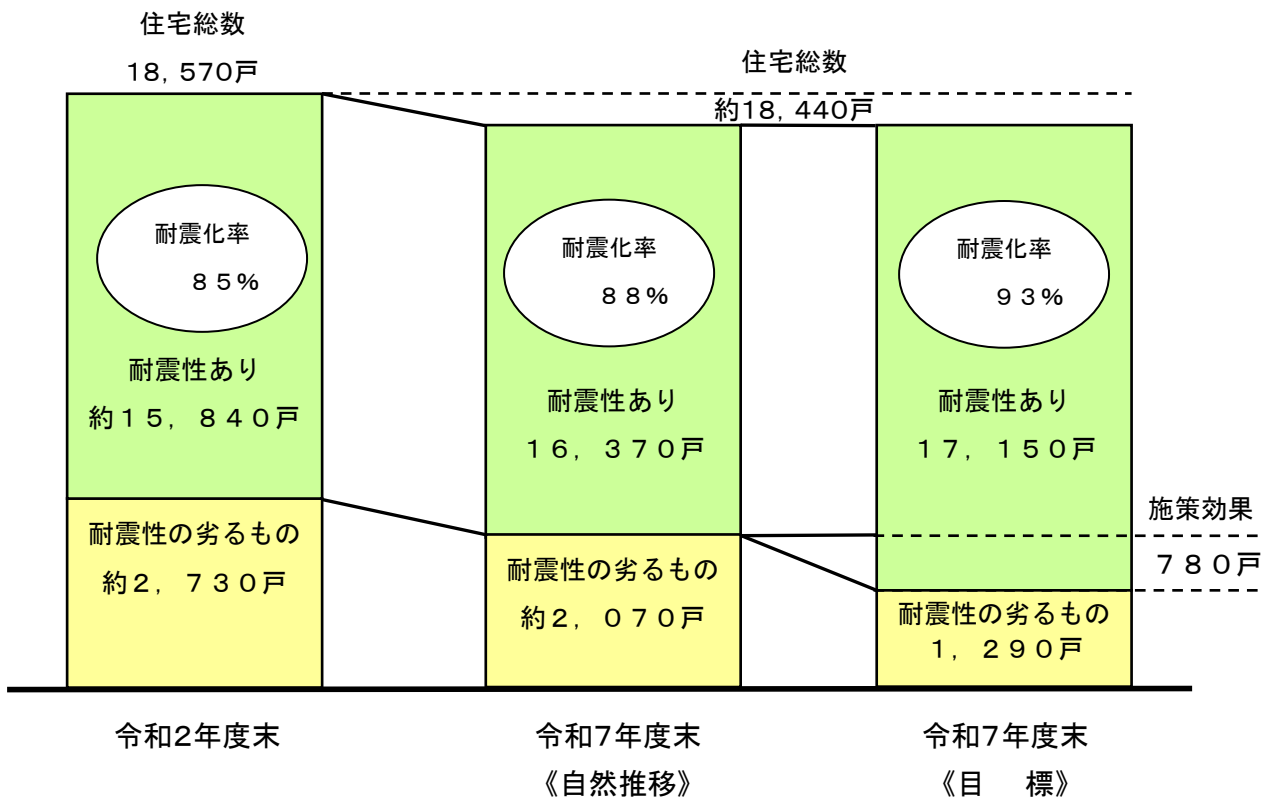 住宅総数
18,570戸
住宅総数
約18,440戸
耐震化率
85%
耐震性あり
約15,840戸
耐震性の劣るもの
約2,730戸
耐震化率
88%
耐震性あり
16,370戸
耐震性の劣るもの
約2,070戸
耐震化率
93%
耐震性あり
17,150戸
耐震性の劣るもの
1,290戸
施策効果
780戸
令和2年度末
令和7年度末
《自然推移》
令和7年度末
《目　標》